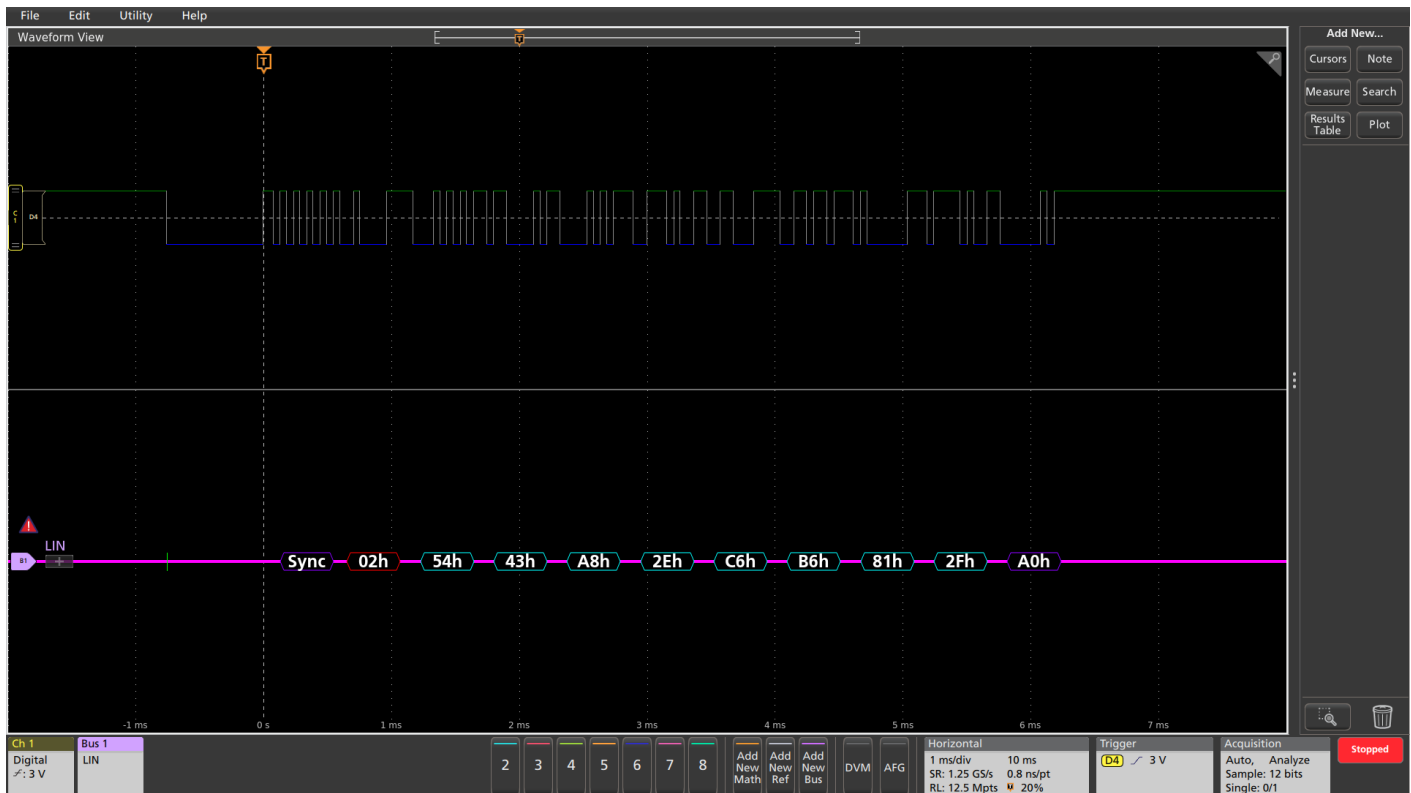 File Edit Utility Help
Waveform View
Add New...
Cursors Note
Measure Search
Results Table Plot
T
T
C 1 D4
LIN
B1
Sync 02h 54h 43h A8h 2Eh C6h B6h 81h 2Fh A0h
-1 ms 0 s 1 ms 2 ms 3 ms 4 ms 5 ms 6 ms 7 ms
Ch 1
Digital
: 3 V
Bus 1
LIN
2 3 4 5 6 7 8
Add New Math
Add New Ref
Add New Bus
DVM AFG
Horizontal
1 ms/div 10 ms
SR: 1.25 GS/s 0.8 ns/pt
RL: 12.5 Mpts 20%
Trigger
D4 3 V
Acquisition
Auto, Analyze
Sample: 12 bits
Single: 0/1
Stopped